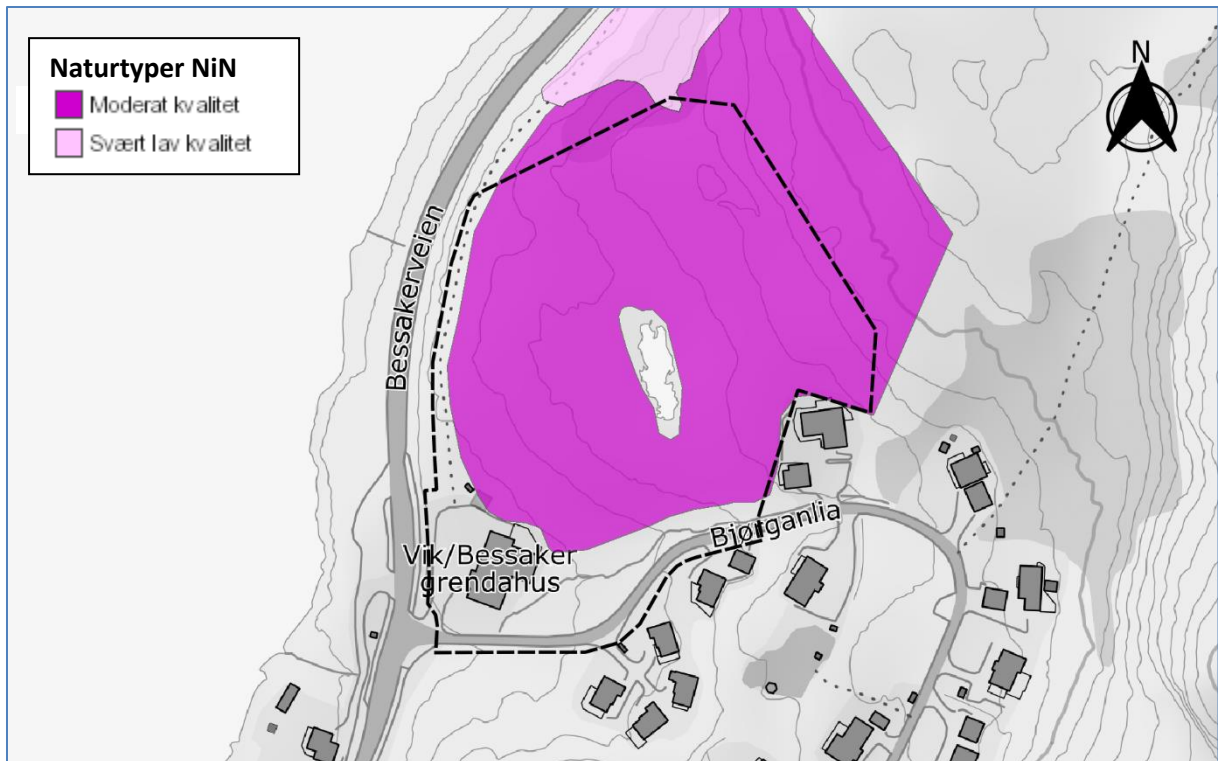 Naturtyper NiN
Moderat kvalitet
Svært lav kvalitet
N
Bessakerveien
Bjørganlia
Vik/Bessaker
grendahus